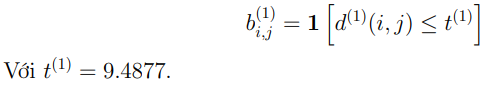 b_{i,j}^{(1)} = 1 [ d^{(1)}(i, j) ≤ t^{(1)} ]
Với t^{(1)} = 9.4877.